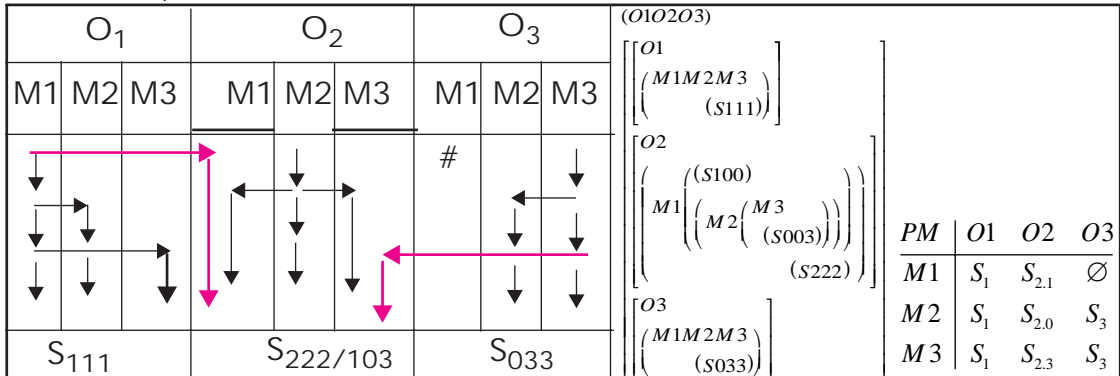 O1 O2 O3
M1 M2 M3 M1 M2 M3 M1 M2 M3
#
S111 S222/103 S033
(O1O2O3)
O1
M1M2M3
(S111)
O2
(S100)
M1 M2 M3
(S003)
(S222)
O3
M1M2M3
(S033)
PM O1 O2 O3
M1 S1 S2.1 ∅
M2 S1 S2.0 S3
M3 S1 S2.3 S3